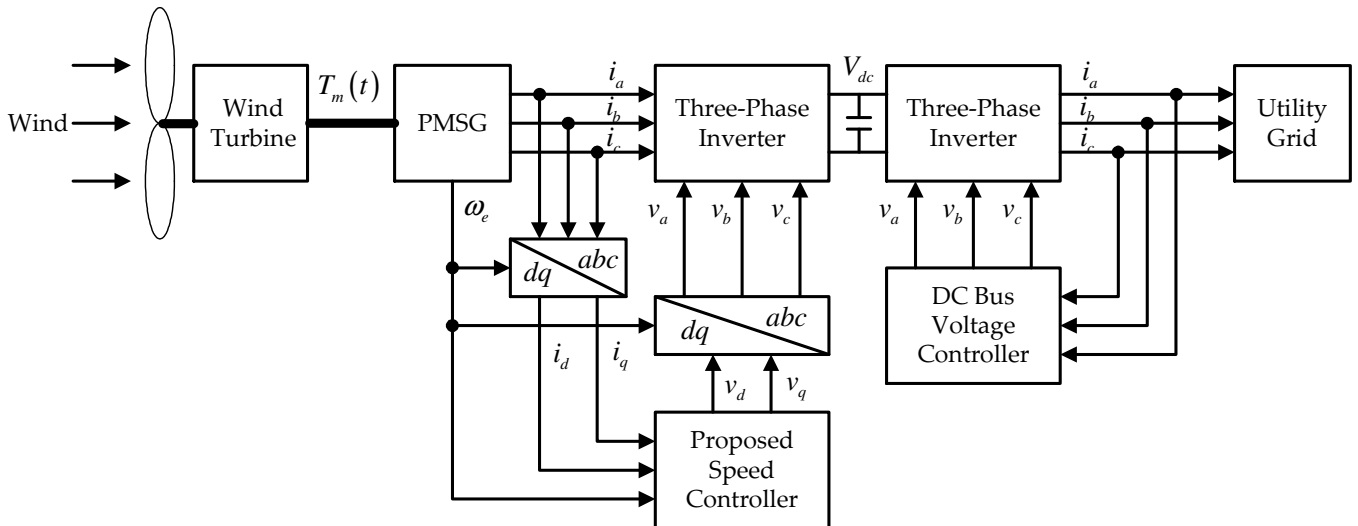 Wind
Wind
Turbine
T_m(t)
PMSG
i_a
i_b
i_c
Three-Phase
Inverter
V_dc
Three-Phase
Inverter
i_a
i_b
i_c
Utility
Grid
ω_e
dq
abc
v_a
v_b
v_c
v_a
v_b
v_c
dq
abc
DC Bus
Voltage
Controller
i_d
i_q
v_d
v_q
Proposed
Speed
Controller